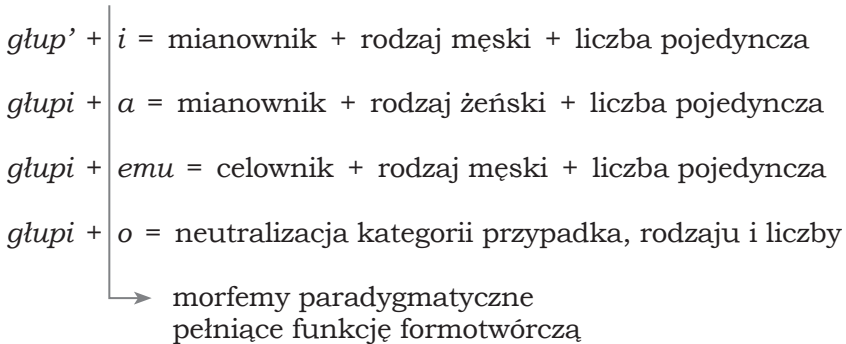 głup’ + i = mianownik + rodzaj męski + liczba pojedyncza
głupi + a = mianownik + rodzaj żeński + liczba pojedyncza
głupi + emu = celownik + rodzaj męski + liczba pojedyncza
głupi + o = neutralizacja kategorii przypadka, rodzaju i liczby
morfemy paradygmatyczne
pełniące funkcję formotwórczą